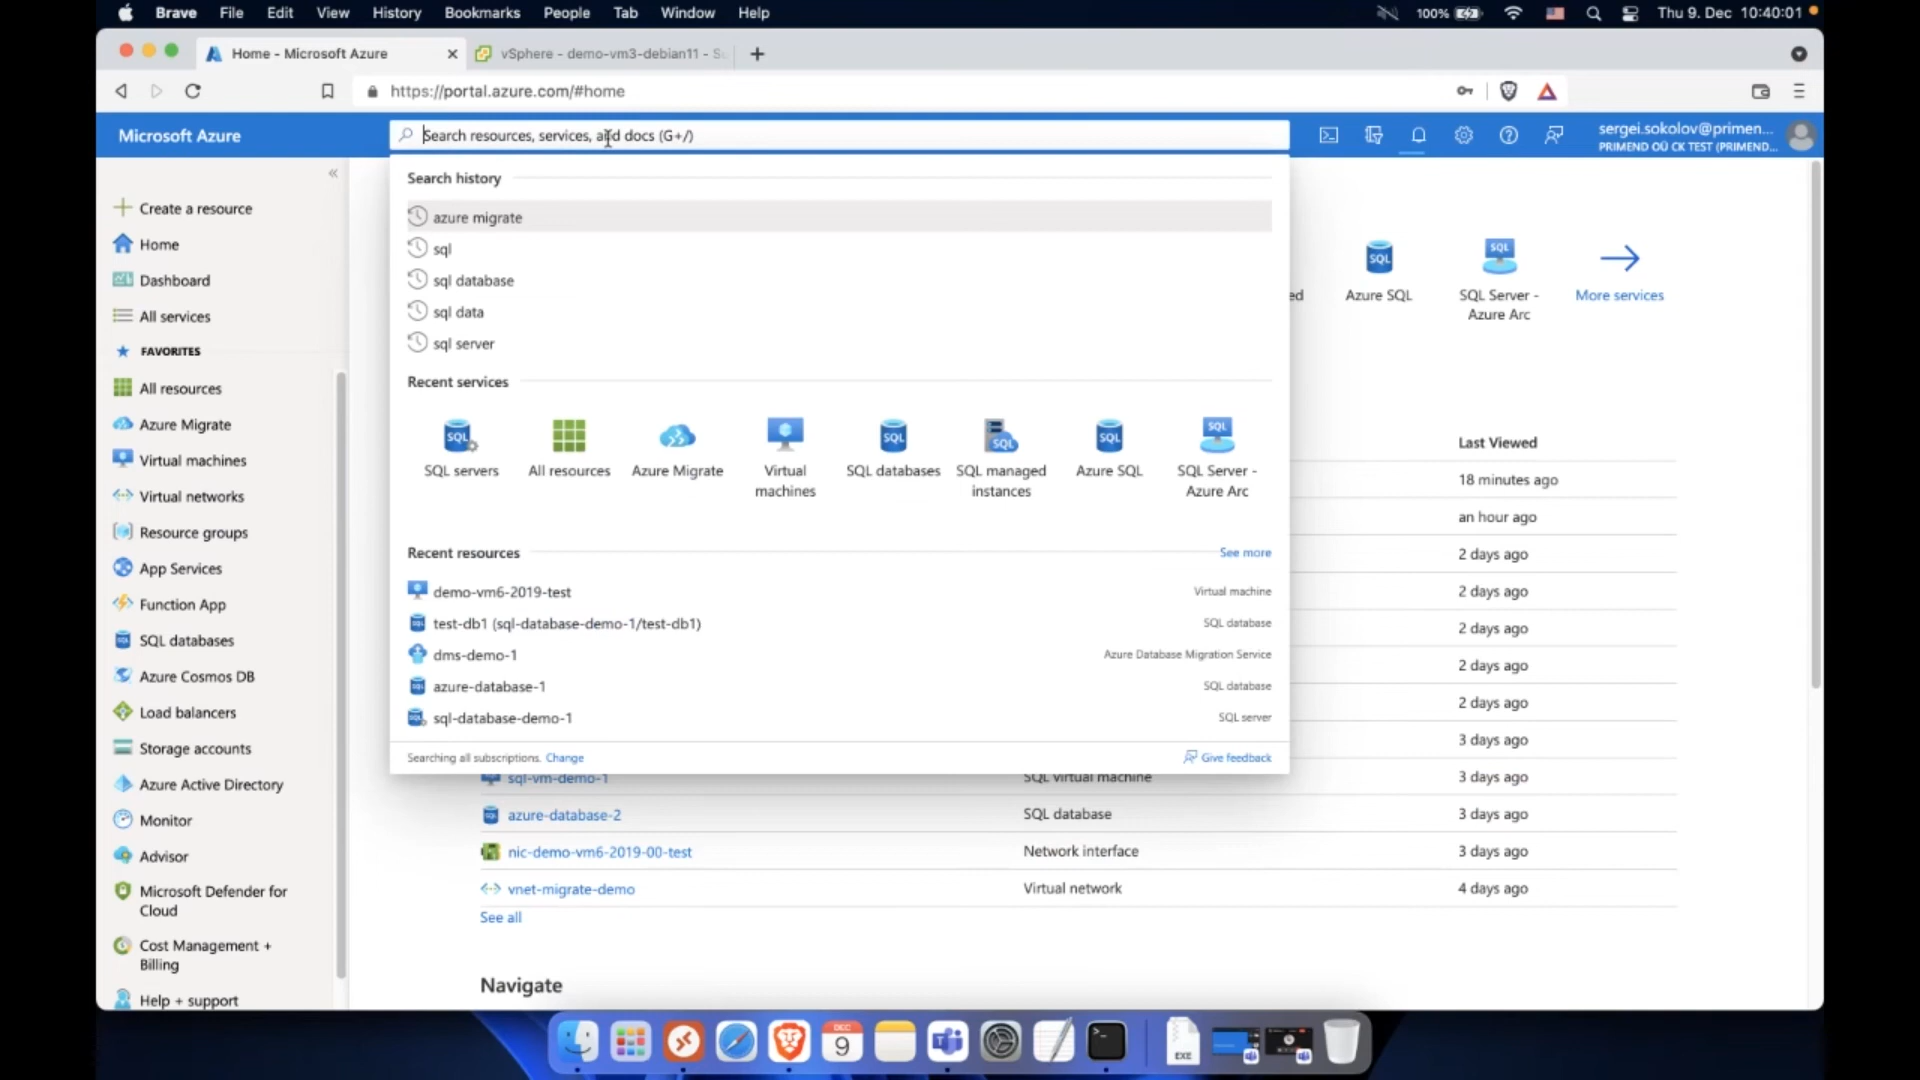 Brave File Edit View History Bookmarks People Tab Window Help
100% Thu 9. Dec 10:40:01
Home - Microsoft Azure
vSphere - demo-vm3-debian11 - S
https://portal.azure.com/#home
Microsoft Azure
Search resources, services, and docs (G+/)
sergei.sokolov@primen...
PRIMEND OÜ CK TEST (PRIMEND...
Create a resource
Home
Dashboard
All services
FAVORITES
All resources
Azure Migrate
Virtual machines
Virtual networks
Resource groups
App Services
Function App
SQL databases
Azure Cosmos DB
Load balancers
Storage accounts
Azure Active Directory
Monitor
Advisor
Microsoft Defender for
Cloud
Cost Management +
Billing
Help + support
Search history
azure migrate
sql
sql database
sql data
sql server
Recent services
SQL servers
All resources
Azure Migrate
Virtual
machines
SQL databases
SQL managed
instances
Azure SQL
SQL Server -
Azure Arc
Recent resources
See more
demo-vm6-2019-test Virtual machine
test-db1 (sql-database-demo-1/test-db1) SQL database
dms-demo-1 Azure Database Migration Service
azure-database-1 SQL database
sql-database-demo-1 SQL server
Searching all subscriptions. Change
Give feedback
ed
Azure SQL
SQL Server -
Azure Arc
More services
Last Viewed
18 minutes ago
an hour ago
2 days ago
2 days ago
2 days ago
2 days ago
2 days ago
3 days ago
sql-vm-demo-1 SQL virtual machine 3 days ago
azure-database-2 SQL database 3 days ago
nic-demo-vm6-2019-00-test Network interface 3 days ago
vnet-migrate-demo Virtual network 4 days ago
See all
Navigate
DEC
9
EXE